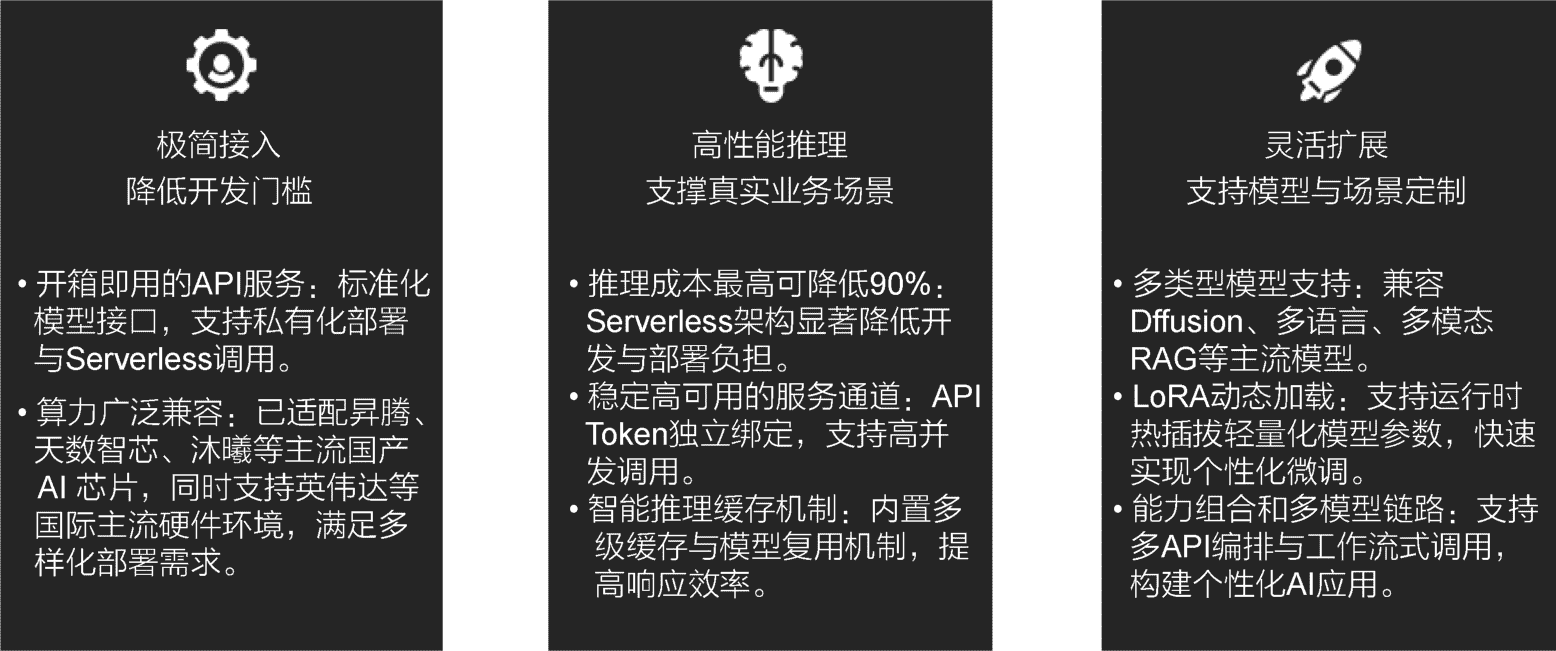 极简接入
降低开发门槛
• 开箱即用的API服务：标准化
模型接口，支持私有化部署
与Serverless调用。
• 算力广泛兼容：已适配昇腾、
天数智芯、沐曦等主流国产
AI 芯片，同时支持英伟达等
国际主流硬件环境，满足多
样化部署需求。
高性能推理
支撑真实业务场景
• 推理成本最高可降低90%：
Serverless架构显著降低开
发与部署负担。
• 稳定高可用的服务通道：API
Token独立绑定，支持高并
发调用。
• 智能推理缓存机制：内置多
级缓存与模型复用机制，提
高响应效率。
灵活扩展
支持模型与场景定制
• 多类型模型支持：兼容
Dffusion、多语言、多模态
RAG等主流模型。
• LoRA动态加载：支持运行时
热插拔轻量化模型参数，快速
实现个性化微调。
• 能力组合和多模型链路：支持
多API编排与工作流式调用，
构建个性化AI应用。